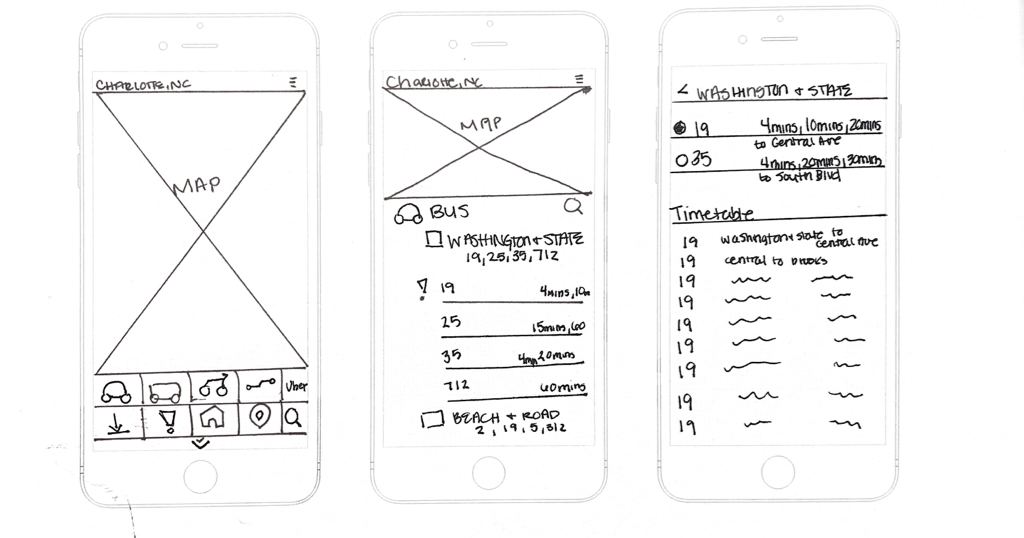 CHARLOTTE, NC
MAP
Uber
Charlotte, NC
MAP
BUS
WASHINGTON & STATE
19, 25, 35, 712
! 19 4mins, 10m
25 15mins, 60
35 4mn, 20mins
712 60mins
BEACH & ROAD
2, 19, 5, 312
< WASHINGTON & STATE
19 4mins, 10mins, 20mins
to Central Ave
35 4mins, 20mins, 30mins
to South Blvd
Timetable
19 Washington & state to
central Ave
19 central to brooks
19
19
19
19
19
19
19